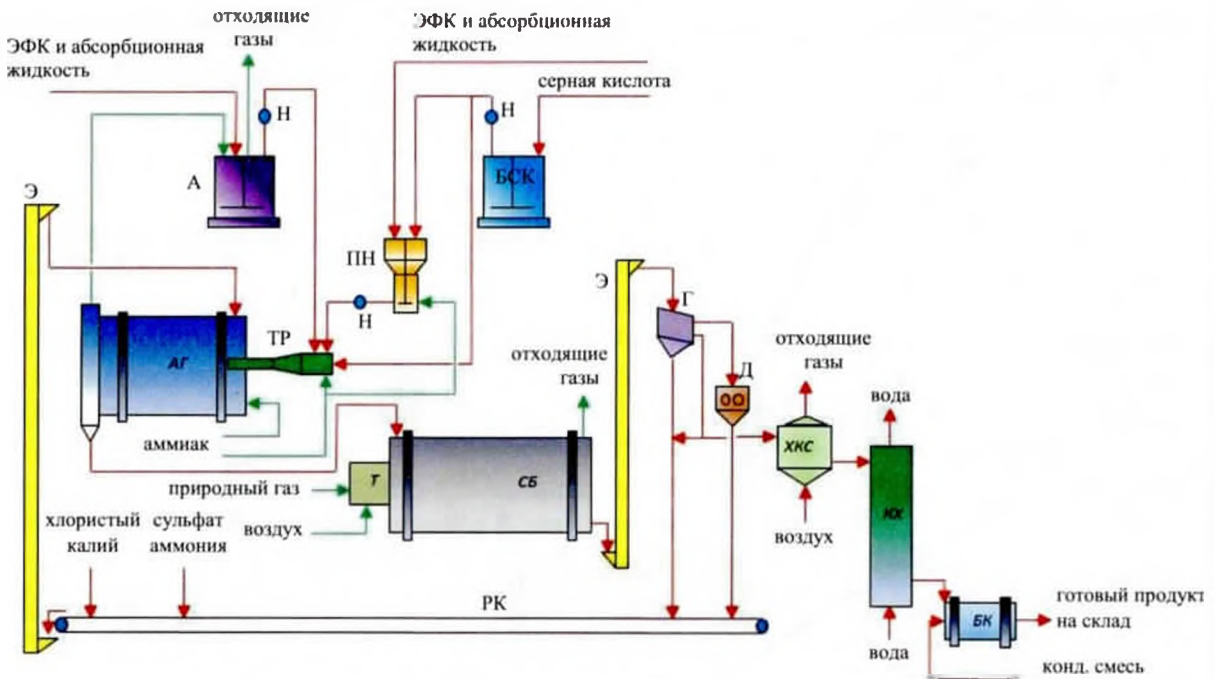 отходящие
газы
ЭФК и абсорбционная
жидкость
ЭФК и абсорбционная
жидкость
серная кислота
Н
Н
А
БСК
Э
ПН
Э
Г
Н
ТР
отходящие
газы
отходящие
газы
Д
АГ
вода
аммиак
ХКС
природный газ
Т
СБ
воздух
хлористый
калий
сульфат
аммония
воздух
КХ
РК
готовый продукт
на склад
БК
вода
конд. смесь